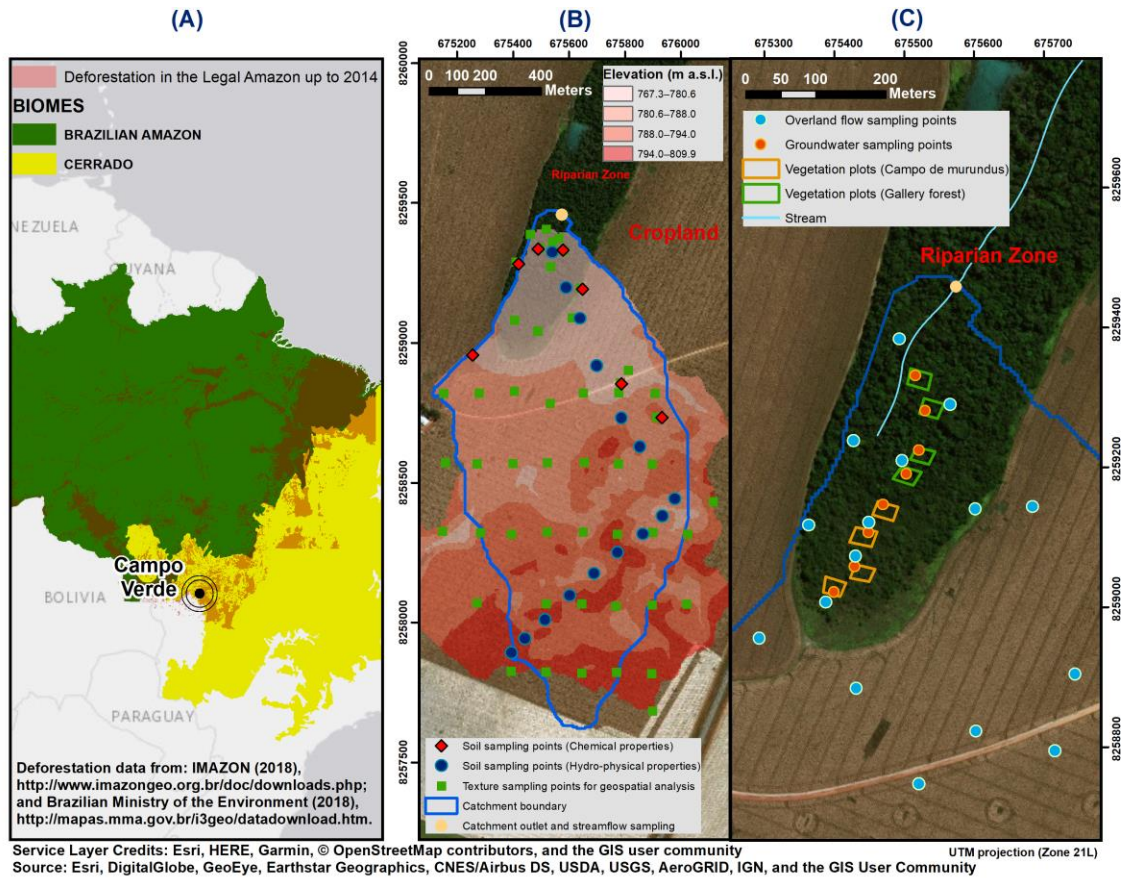 (A)
Deforestation in the Legal Amazon up to 2014
BIOMES
BRAZILIAN AMAZON
CERRADO
NEZUELA
GUYANA
Campo
Verde
BOLIVIA
PARAGUAY
Deforestation data from: IMAZON (2018),
http://www.imazongeo.org.br/doc/downloads.php;
and Brazilian Ministry of the Environment (2018),
http://mapas.mma.gov.br/i3geo/datadownload.htm.
(B)
675200 675400 675600 675800 676000
8260000
8259500
8259000
8258500
8258000
8257500
0 100 200 400
Meters
Elevation (m a.s.l.)
767.3–780.6
780.6–788.0
788.0–794.0
794.0–809.9
Riparian Zone
Cropland
Soil sampling points (Chemical properties)
Soil sampling points (Hydro-physical properties)
Texture sampling points for geospatial analysis
Catchment boundary
Catchment outlet and streamflow sampling
(C)
675300 675400 675500 675600 675700
0 50 100 200
Meters
Overland flow sampling points
Groundwater sampling points
Vegetation plots (Campo de murundus)
Vegetation plots (Gallery forest)
Stream
Riparian Zone
8259600
8259400
8259200
8259000
8258800
Service Layer Credits: Esri, HERE, Garmin, © OpenStreetMap contributors, and the GIS user community
UTM projection (Zone 21L)
Source: Esri, DigitalGlobe, GeoEye, Earthstar Geographics, CNES/Airbus DS, USDA, USGS, AeroGRID, IGN, and the GIS User Community